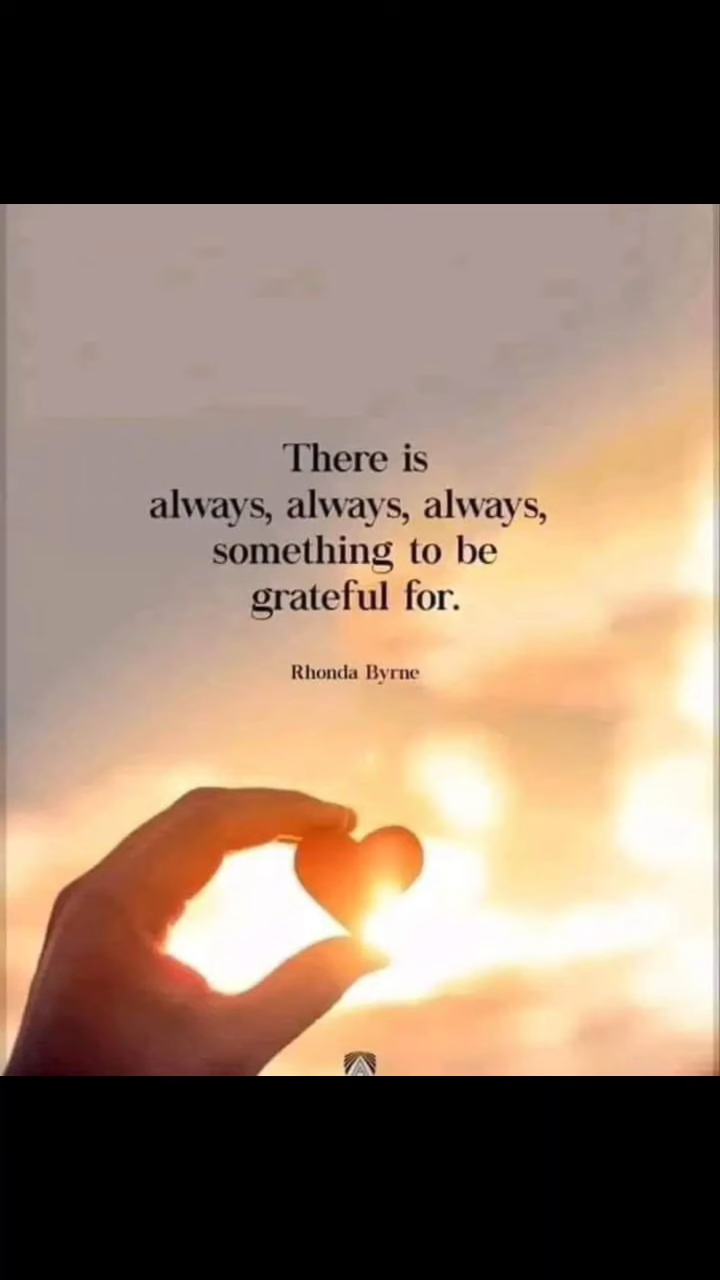 There is
always, always, always,
something to be
grateful for.
Rhonda Byrne